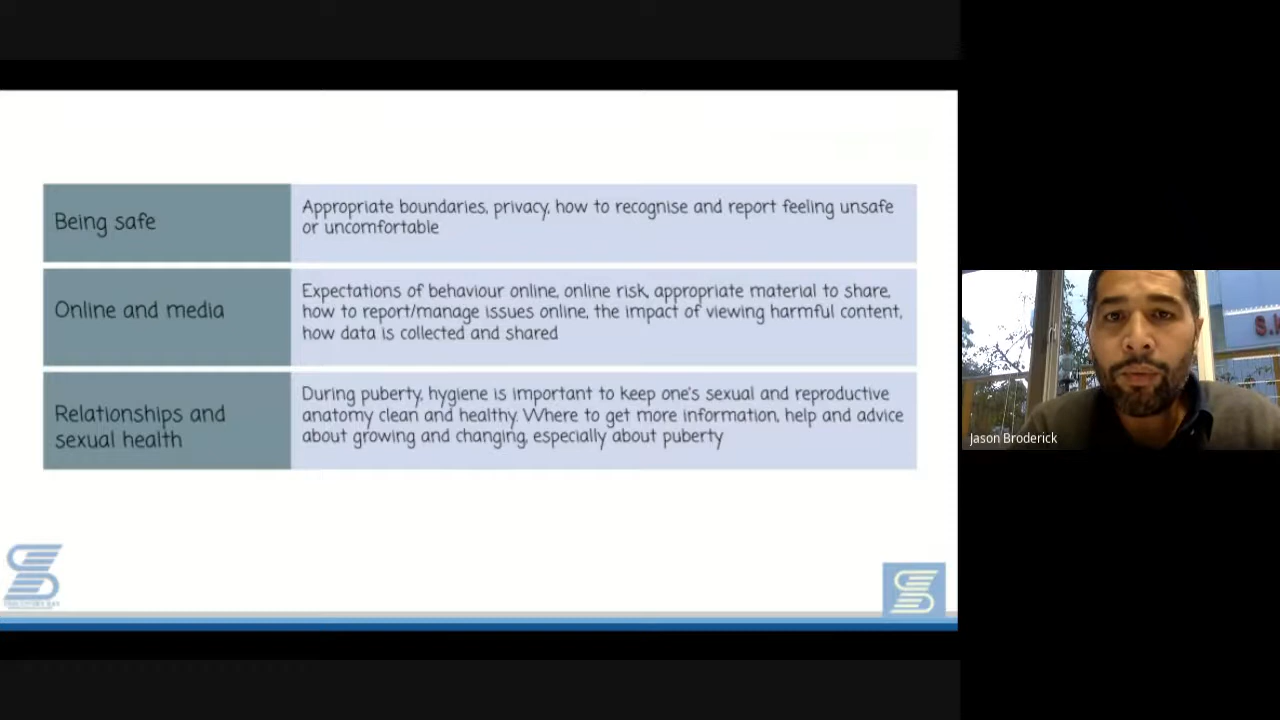 Being safe
Appropriate boundaries, privacy, how to recognise and report feeling unsafe
or uncomfortable
Online and media
Expectations of behaviour online, online risk, appropriate material to share,
how to report/manage issues online, the impact of viewing harmful content,
how data is collected and shared
Relationships and
sexual health
During puberty, hygiene is important to keep one's sexual and reproductive
anatomy clean and healthy. Where to get more information, help and advice
about growing and changing, especially about puberty
Jason Broderick